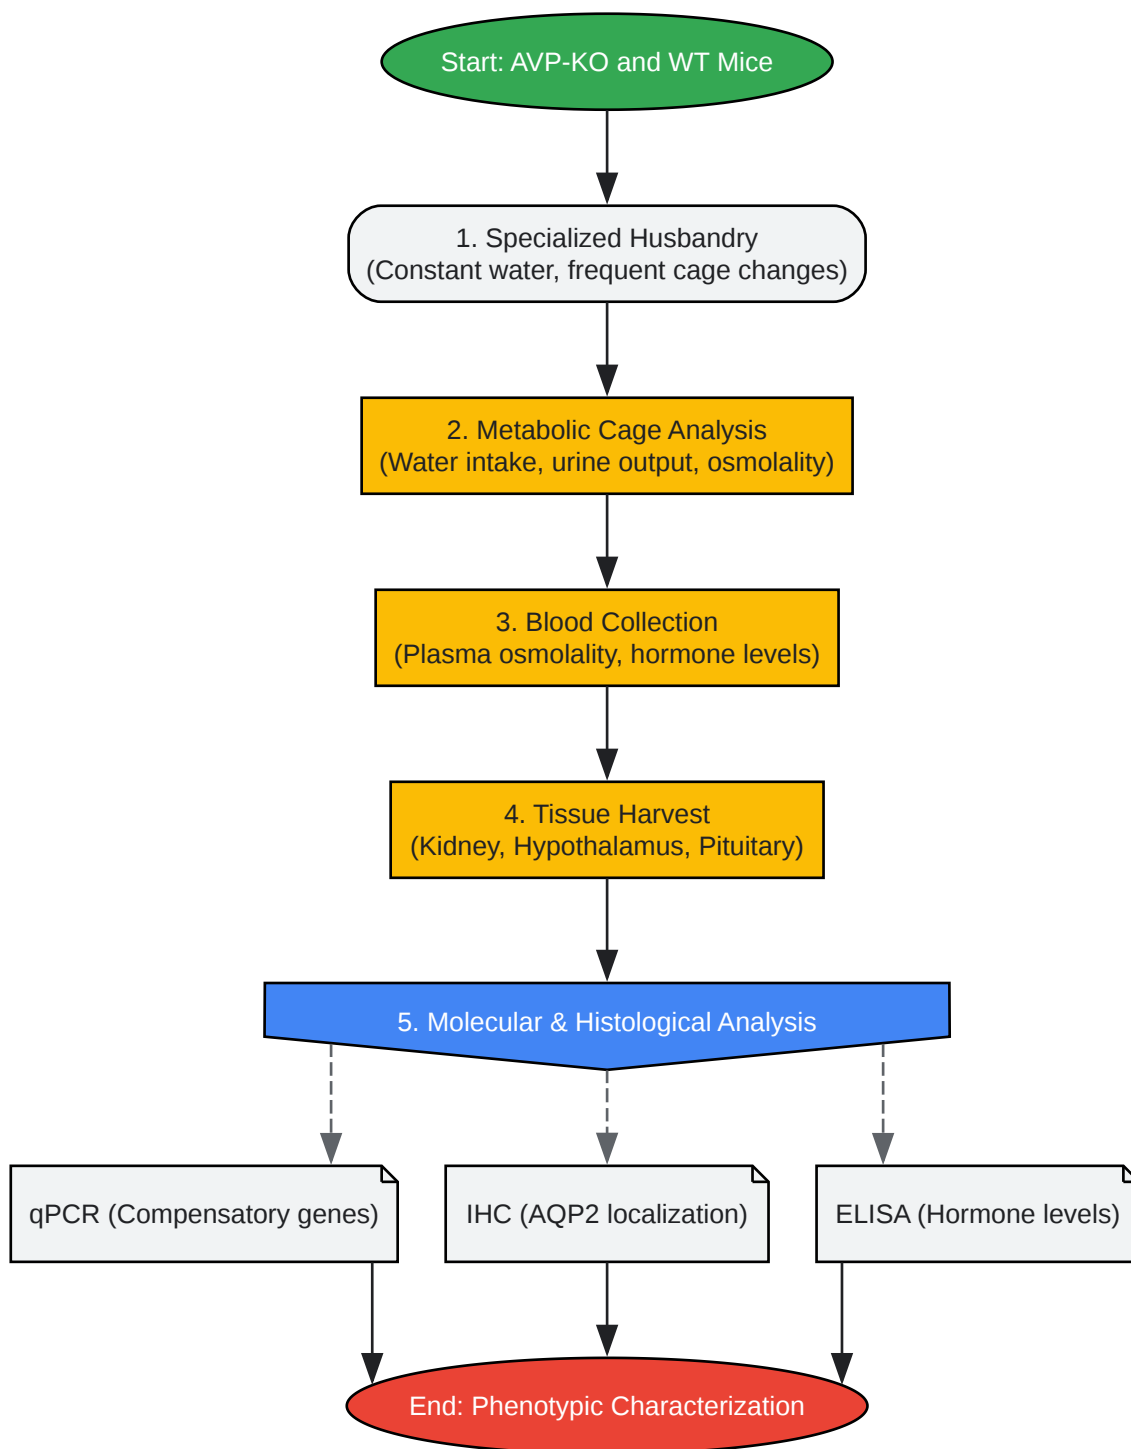 Start: AVP-KO and WT Mice
1. Specialized Husbandry
(Constant water, frequent cage changes)
2. Metabolic Cage Analysis
(Water intake, urine output, osmolality)
3. Blood Collection
(Plasma osmolality, hormone levels)
4. Tissue Harvest
(Kidney, Hypothalamus, Pituitary)
5. Molecular & Histological Analysis
qPCR (Compensatory genes)
IHC (AQP2 localization)
ELISA (Hormone levels)
End: Phenotypic Characterization